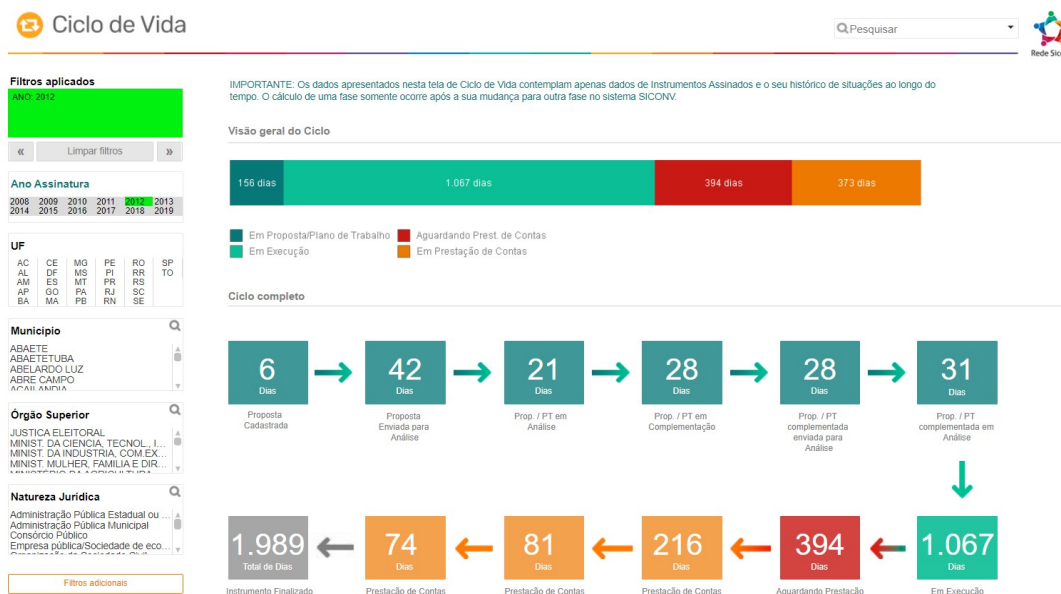 Ciclo de Vida
Pesquisar
Filtros aplicados
ANO: 2012
Limpar filtros
Ano Assinatura
2008 2009 2010 2011 2012 2013
2014 2015 2016 2017 2018 2019
UF
AC CE MG PE RO SP
AL DF MS PI RR TO
AM ES MT PR RS
AP GO PA RJ SC
BA MA PB RN SE
Município
ABAETE
ABAETETUBA
ABELARDO LUZ
ABRE CAMPO
ACAILANDIA
Órgão Superior
JUSTICA ELEITORAL
MINIST. DA CIENCIA, TECNOL., I...
MINIST. DA INDUSTRIA, COM.EX...
MINIST. MULHER, FAMILIA E DIR...
MINISTÉRIO DA AGRICULTURA
Natureza Jurídica
Administração Pública Estadual ou ...
Administração Pública Municipal
Consórcio Público
Empresa pública/Sociedade de eco...
Organização da Sociedade Civil
Filtros adicionais
IMPORTANTE: Os dados apresentados nesta tela de Ciclo de Vida contemplam apenas dados de Instrumentos Assinados e o seu histórico de situações ao longo do
tempo. O cálculo de uma fase somente ocorre após a sua mudança para outra fase no sistema SICONV.
Visão geral do Ciclo
156 dias 1.067 dias 394 dias 373 dias
Em Proposta/Plano de Trabalho Aguardando Prest. de Contas
Em Execução Em Prestação de Contas
Ciclo completo
6
Dias
Proposta
Cadastrada
42
Dias
Proposta
Enviada para
Análise
21
Dias
Prop. / PT em
Análise
28
Dias
Prop. / PT em
Complementação
28
Dias
Prop. / PT
complementada
enviada para
Análise
31
Dias
Prop. / PT
complementada em
Análise
1.989
Total de Dias
Instrumento Finalizado
74
Dias
Prestação de Contas
81
Dias
Prestação de Contas
216
Dias
Prestação de Contas
394
Dias
Aguardando Prestação
1.067
Dias
Em Execução